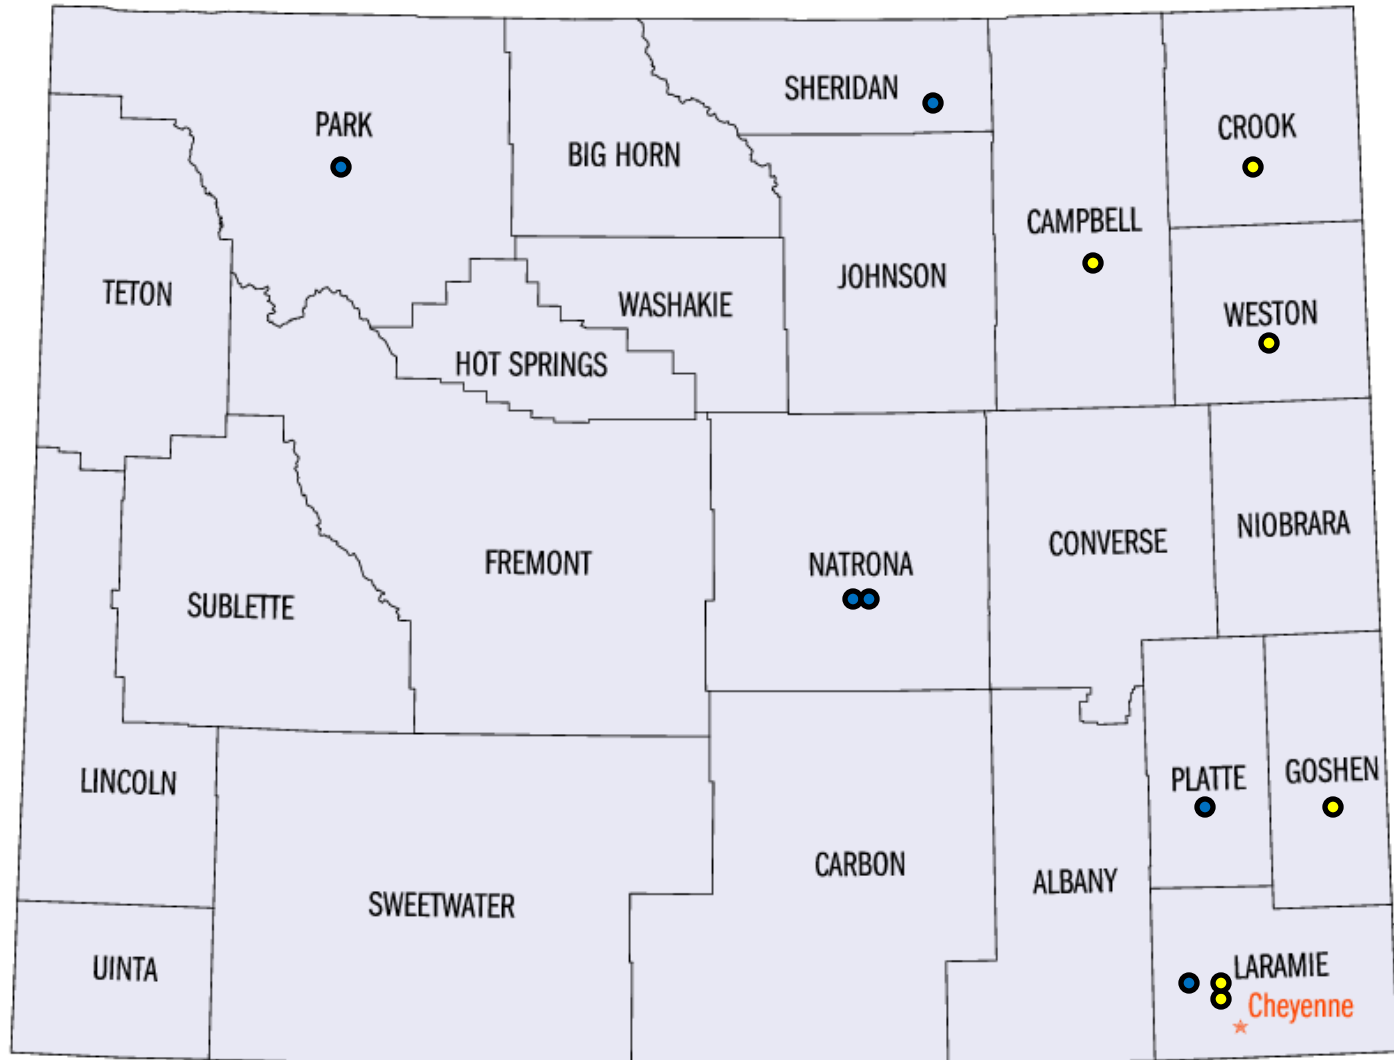 SHERIDAN
PARK
CROOK
BIG HORN
CAMPBELL
JOHNSON
TETON
WASHAKIE
WESTON
HOT SPRINGS
NIOBRARA
CONVERSE
FREMONT
NATRONA
SUBLETTE
LINCOLN
PLATTE
GOSHEN
CARBON
ALBANY
SWEETWATER
UINTA
LARAMIE
Cheyenne